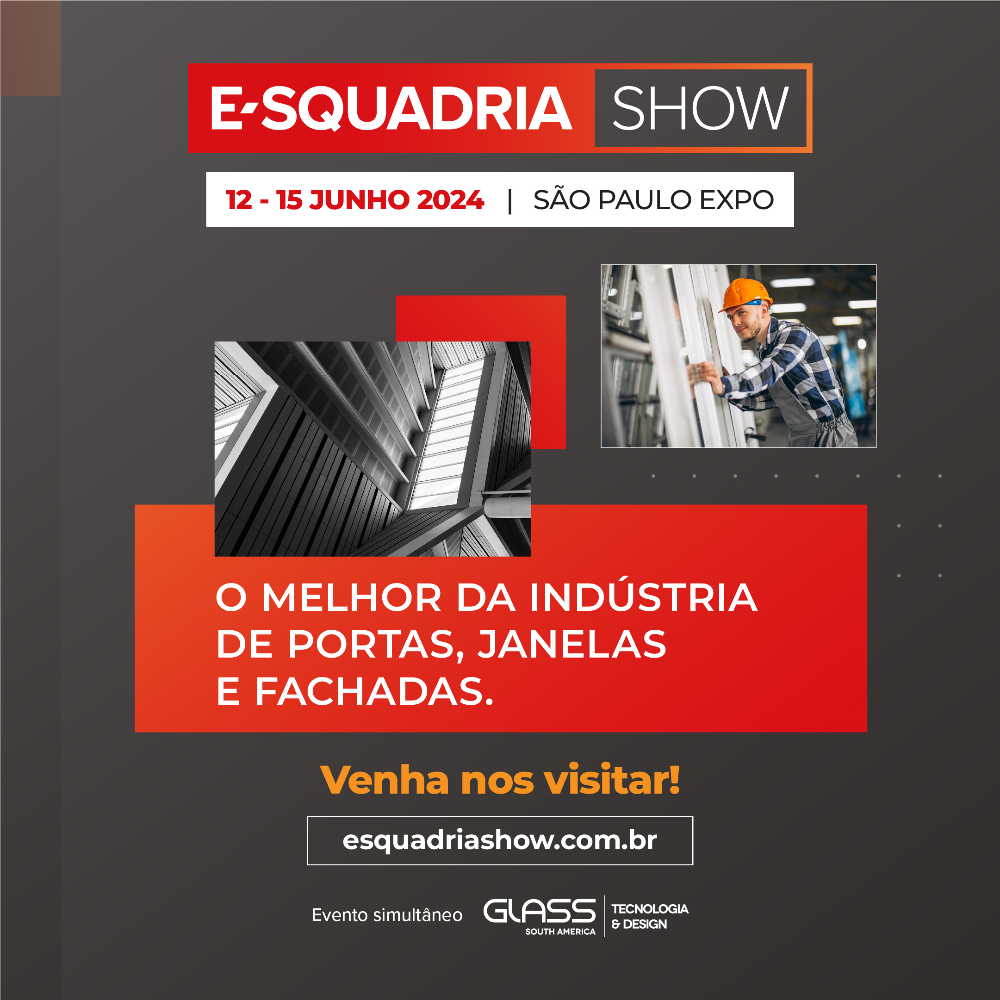 E-SQUADRIA SHOW
12 - 15 JUNHO 2024 | SÃO PAULO EXPO
O MELHOR DA INDÚSTRIA
DE PORTAS, JANELAS
E FACHADAS.
Venha nos visitar!
esquadriashow.com.br
Evento simultâneo
GLASS
SOUTH AMERICA
TECNOLOGIA
& DESIGN